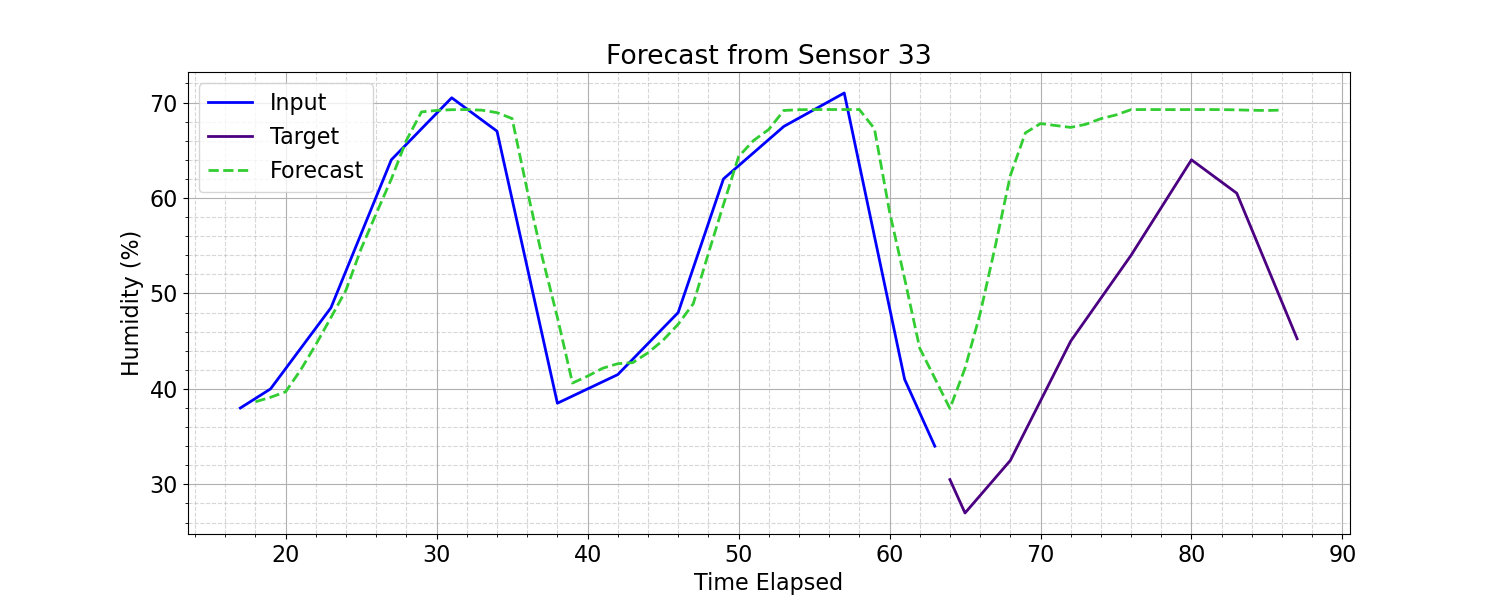 Forecast from Sensor 33
Input
Target
Forecast
Humidity (%)
70
60
50
40
30
20 30 40 50 60 70 80 90
Time Elapsed